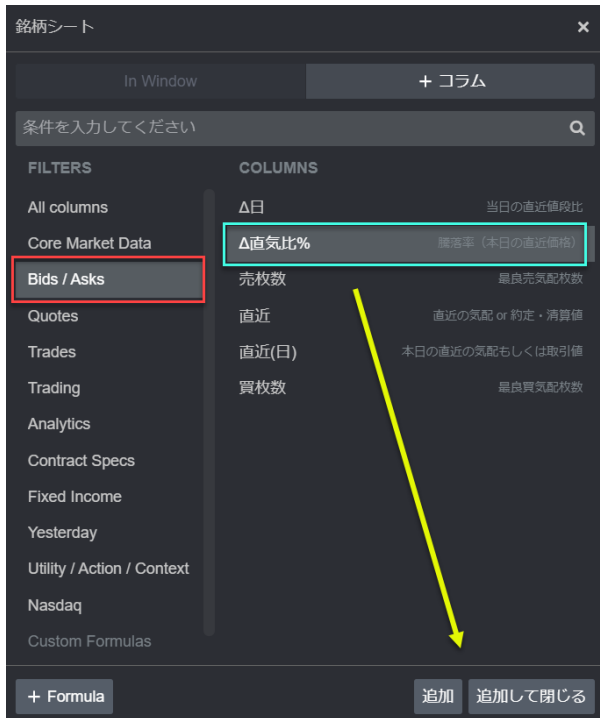 銘柄シート ×
In Window + コラム
条件を入力してください
FILTERS
All columns
Core Market Data
Bids / Asks
Quotes
Trades
Trading
Analytics
Contract Specs
Fixed Income
Yesterday
Utility / Action / Context
Nasdaq
Custom Formulas
COLUMNS
Δ日 当日の直近値段比
Δ直気比% 騰落率（本日の直近価格）
売枚数 最良売気配枚数
直近 直近の気配 or 約定・清算値
直近(日) 本日の直近の気配もしくは取引値
買枚数 最良買気配枚数
+ Formula 追加 追加して閉じる